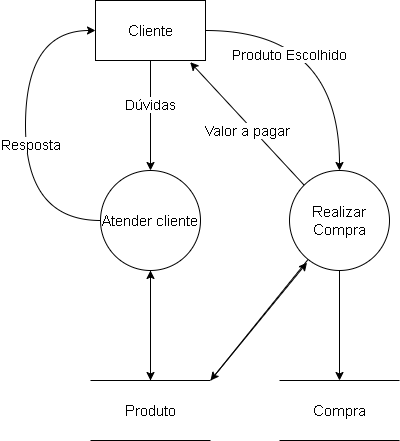 Cliente
Produto Escolhido
Dúvidas
Valor a pagar
Resposta
Atender cliente
Realizar
Compra
Produto
Compra